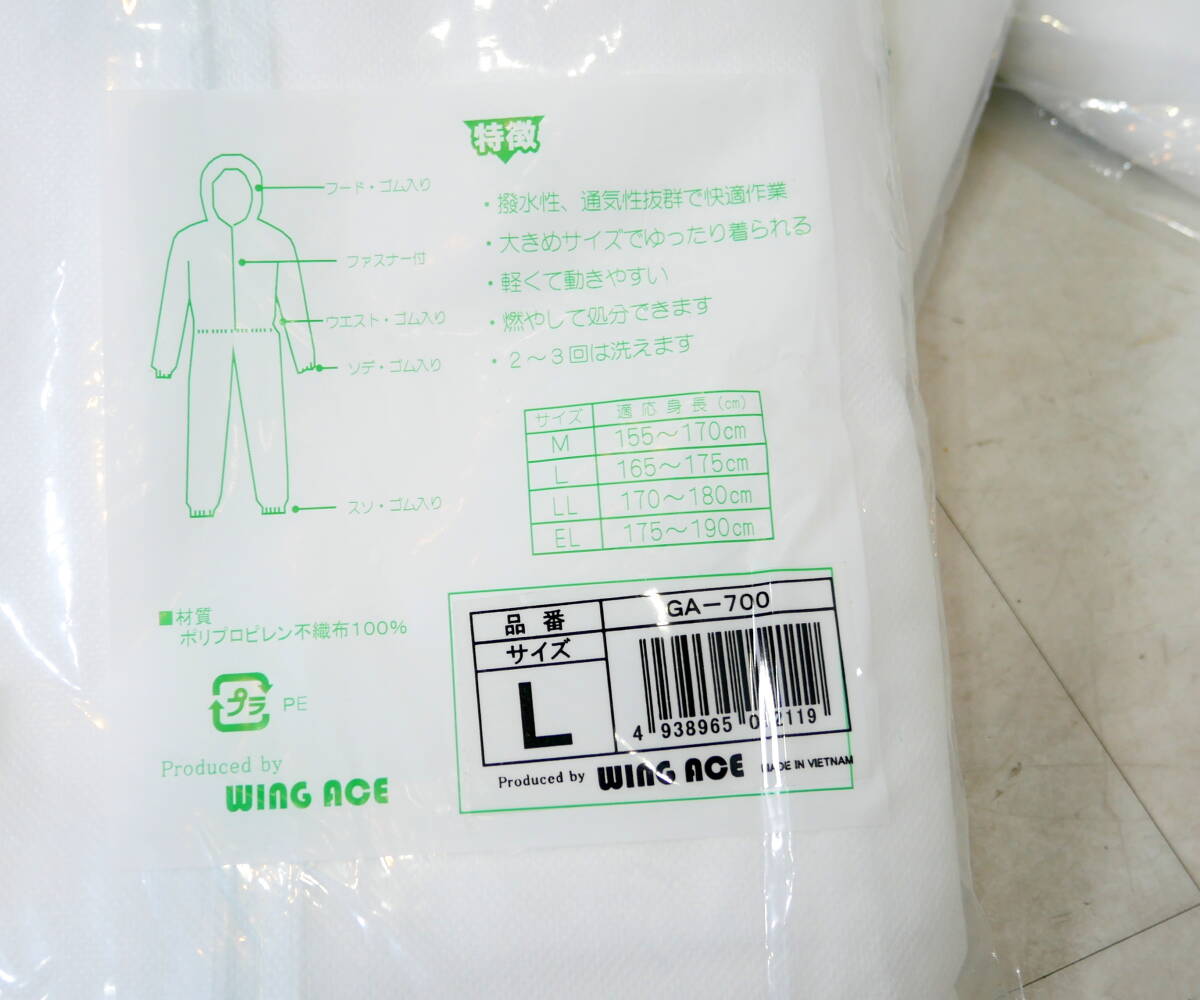 特徴
・撥水性、通気性抜群で快適作業
・大きめサイズでゆったり着られる
・軽くて動きやすい
・燃やして処分できます
・2～3回は洗えます
フード・ゴム入り
ファスナー付
ウエスト・ゴム入り
ソデ・ゴム入り
スソ・ゴム入り
サイズ 適応身長(cm)
M 155～170cm
L 165～175cm
LL 170～180cm
EL 175～190cm
■材質
ポリプロピレン不織布100%
プラ PE
Produced by
WING ACE
品番 GA-700
サイズ
L
4 938965
Produced by WING ACE MADE IN VIETNAM